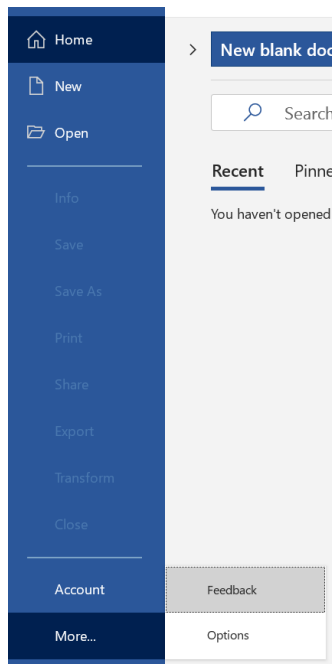 Home
New
Open
Info
Save
Save As
Print
Share
Export
Transform
Close
Account
More...
New blank doc
Search
Recent Pinne
You haven't opened
Feedback
Options